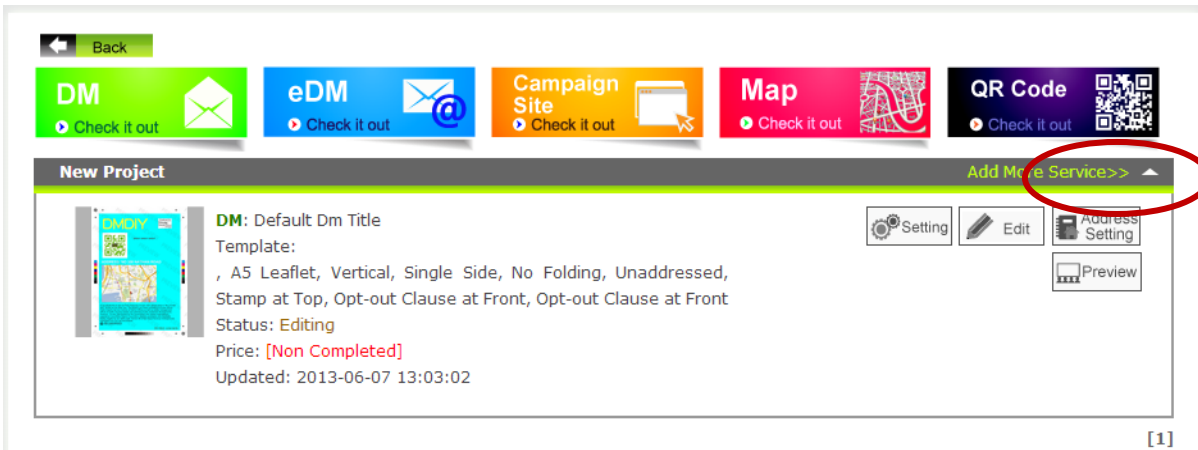 Back
DM
Check it out
eDM
Check it out
Campaign
Site
Check it out
Map
Check it out
QR Code
Check it out
New Project
Add More Service>>
DMDIY
DM: Default Dm Title
Template:
, A5 Leaflet, Vertical, Single Side, No Folding, Unaddressed,
Stamp at Top, Opt-out Clause at Front, Opt-out Clause at Front
Status: Editing
Price: [Non Completed]
Updated: 2013-06-07 13:03:02
Setting
Edit
Address
Setting
Preview
[1]